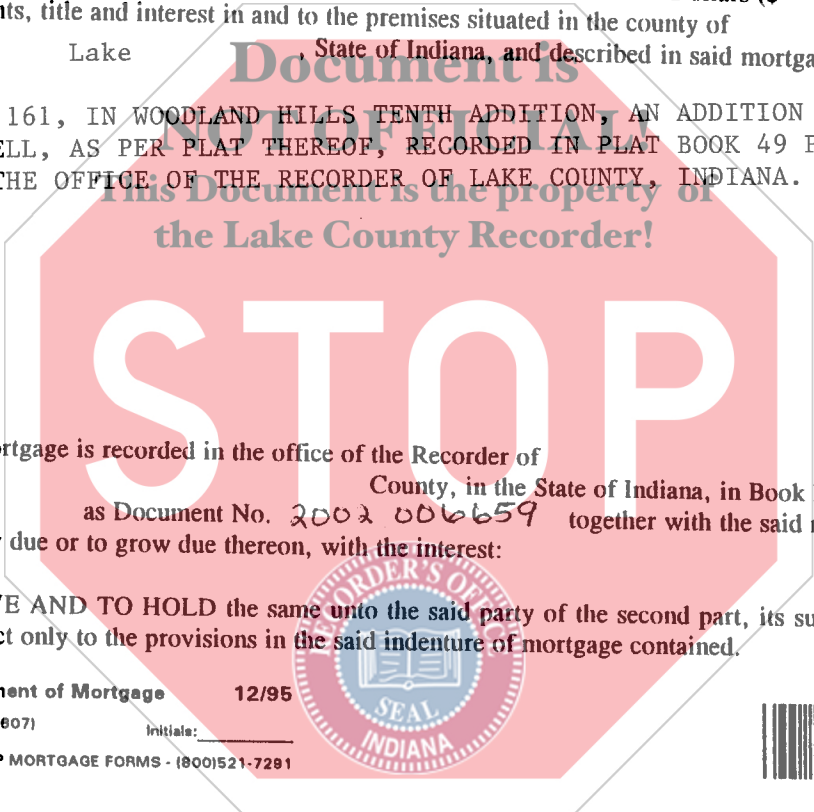 title and interest in and to the premises situated in the county of
Lake , State of Indiana, and described in said
Document is
161, IN WOODLAND HILLS TENTH ADDITION, AN ADDITION
NOT OFFICIAL!
AS PER PLAT THEREOF, RECORDED IN PLAT BOOK 49
THE OFFICE OF THE RECORDER OF LAKE COUNTY, INDIANA.
This Document is the property of
the Lake County Recorder!
STOP
is recorded in the office of the Recorder of
County, in the State of Indiana, in Book
as Document No. 2002 006659 together with the said
due or to grow due thereon, with the interest:
AND TO HOLD the same unto the said party of the second part, its
only to the provisions in the said indenture of mortgage contained.
of Mortgage 12/95
607) Initials:
MORTGAGE FORMS - (800)521-7291
RECORDER'S OFFICE
SEAL
INDIANA